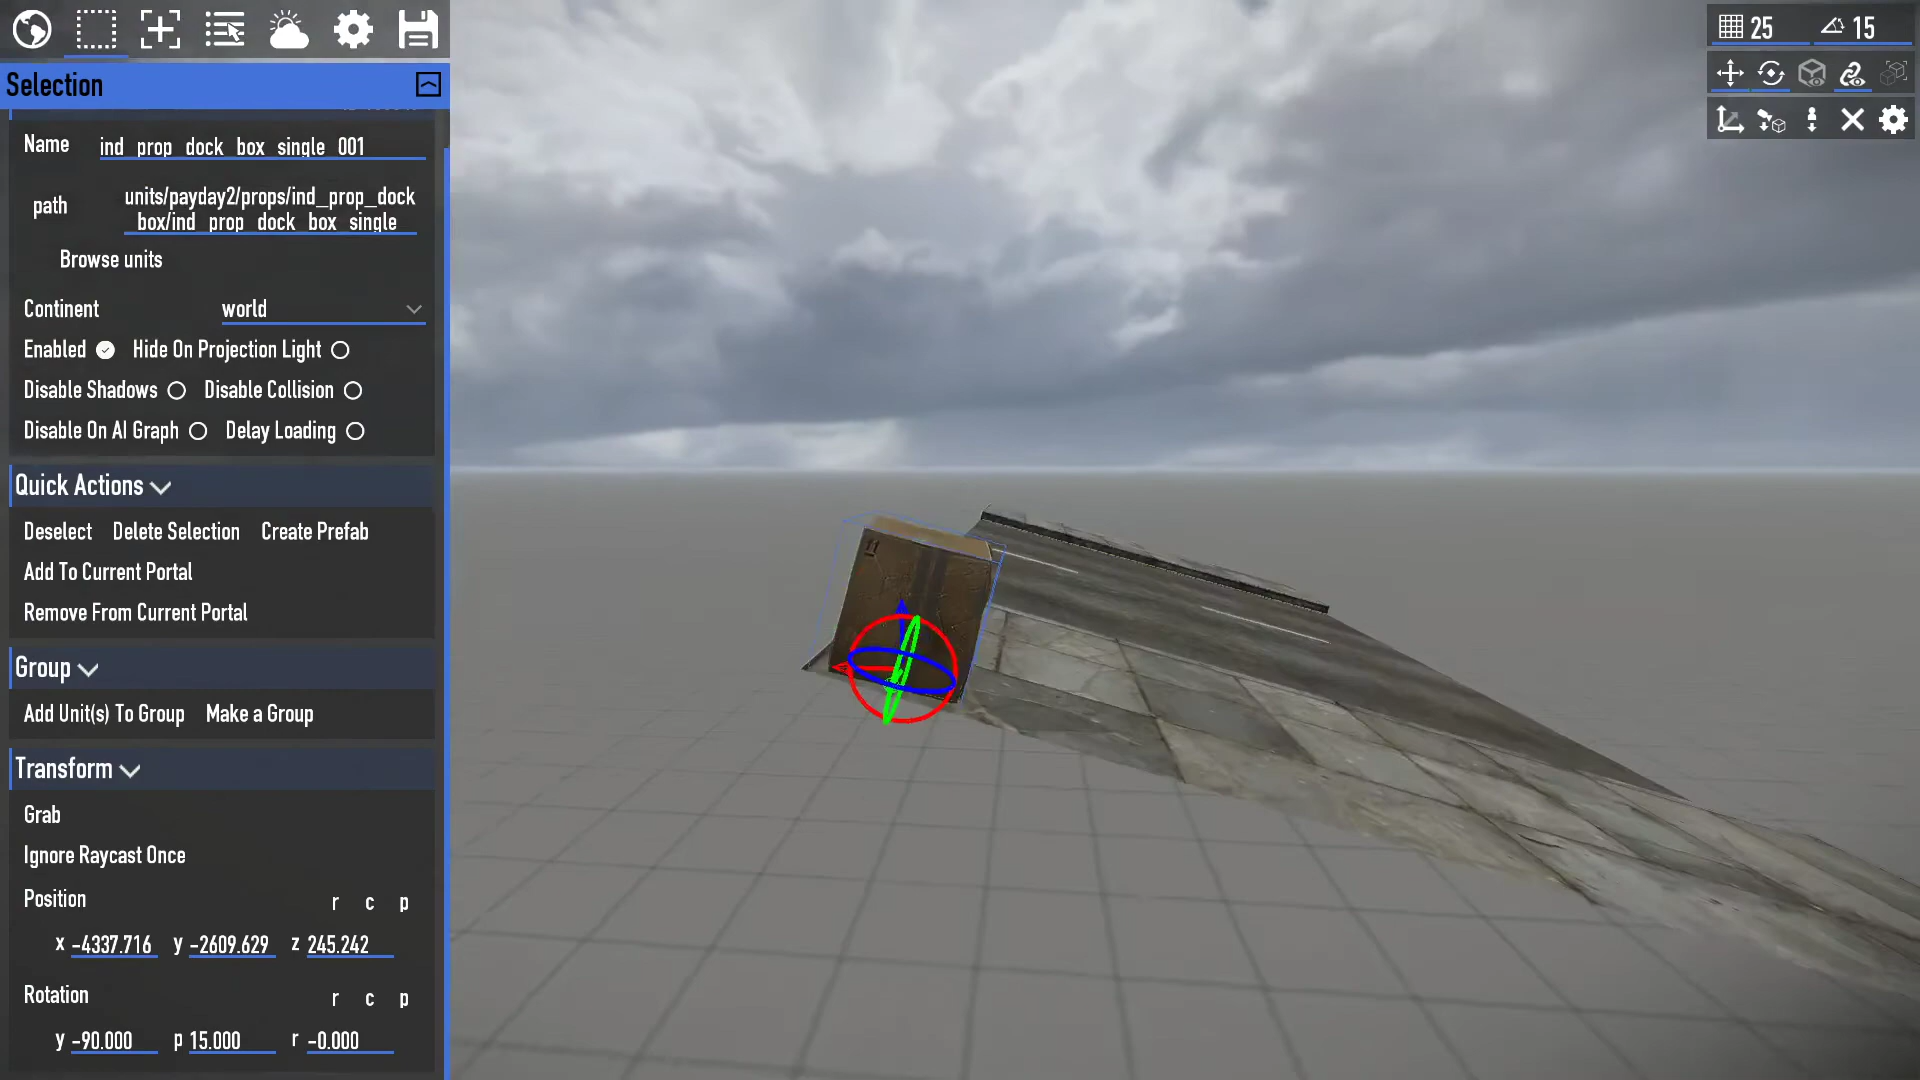 25 15
Selection
Name ind_prop_dock_box_single_001
path units/payday2/props/ind_prop_dock
box/ind_prop_dock_box_single
Browse units
Continent world
Enabled Hide On Projection Light
Disable Shadows Disable Collision
Disable On AI Graph Delay Loading
Quick Actions
Deselect Delete Selection Create Prefab
Add To Current Portal
Remove From Current Portal
Group
Add Unit(s) To Group Make a Group
Transform
Grab
Ignore Raycast Once
Position r c p
x -4337.716 y -2609.629 z 245.242
Rotation r c p
y -90.000 p 15.000 r -0.000